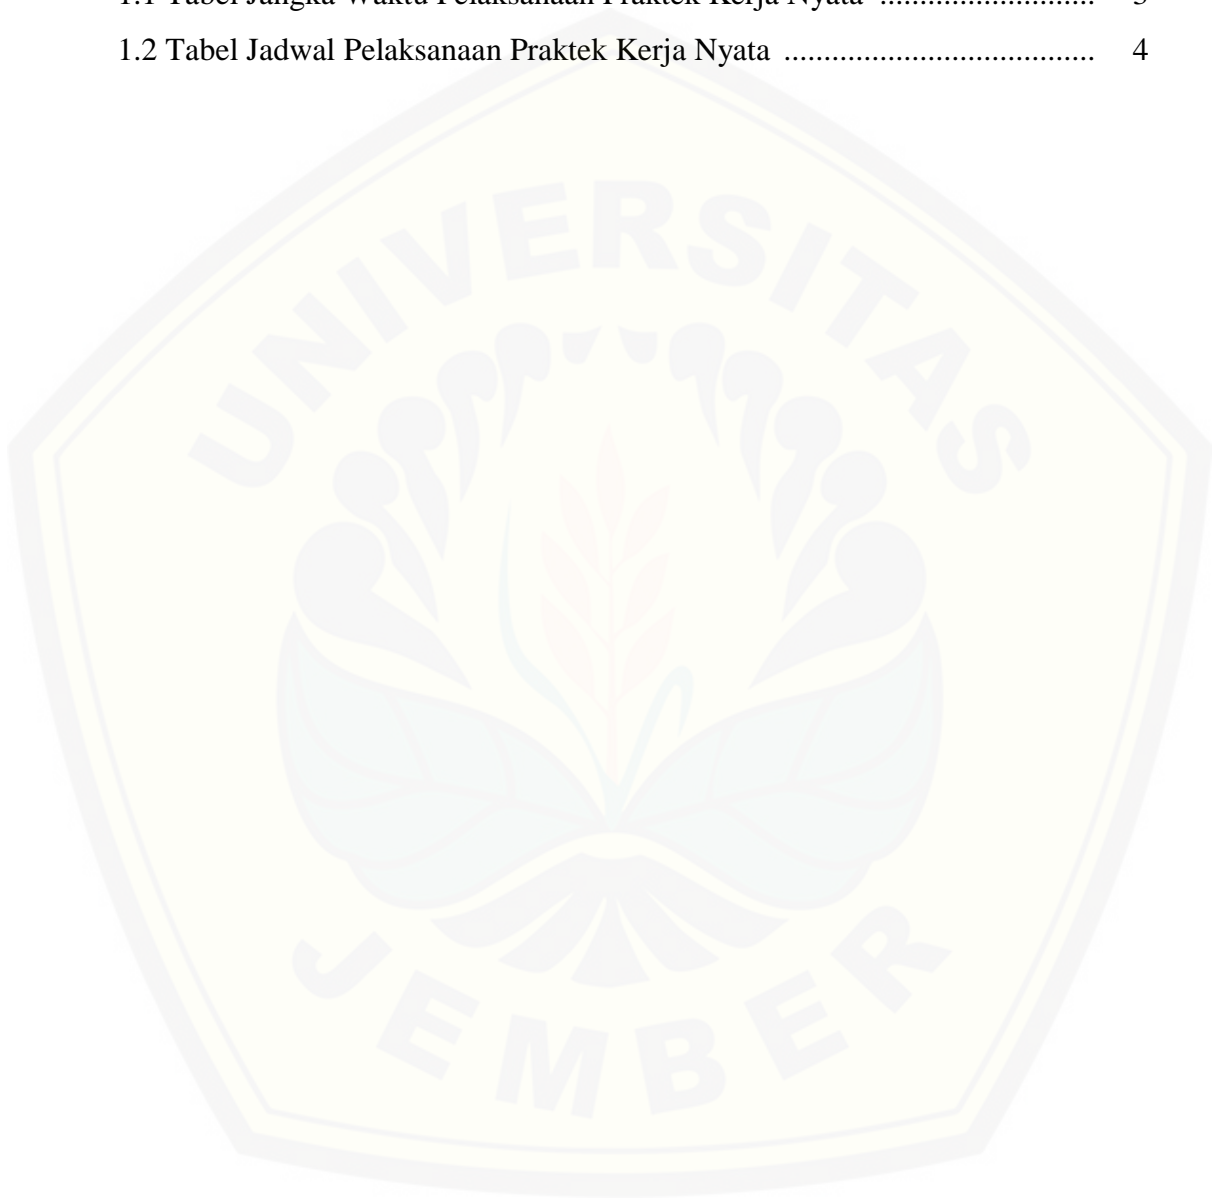 1.1 Tabel Jangka Waktu Pelaksanaan Praktek Kerja Nyata ........................... 3
1.2 Tabel Jadwal Pelaksanaan Praktek Kerja Nyata ....................................... 4
UNIVERSITAS
JEMBER